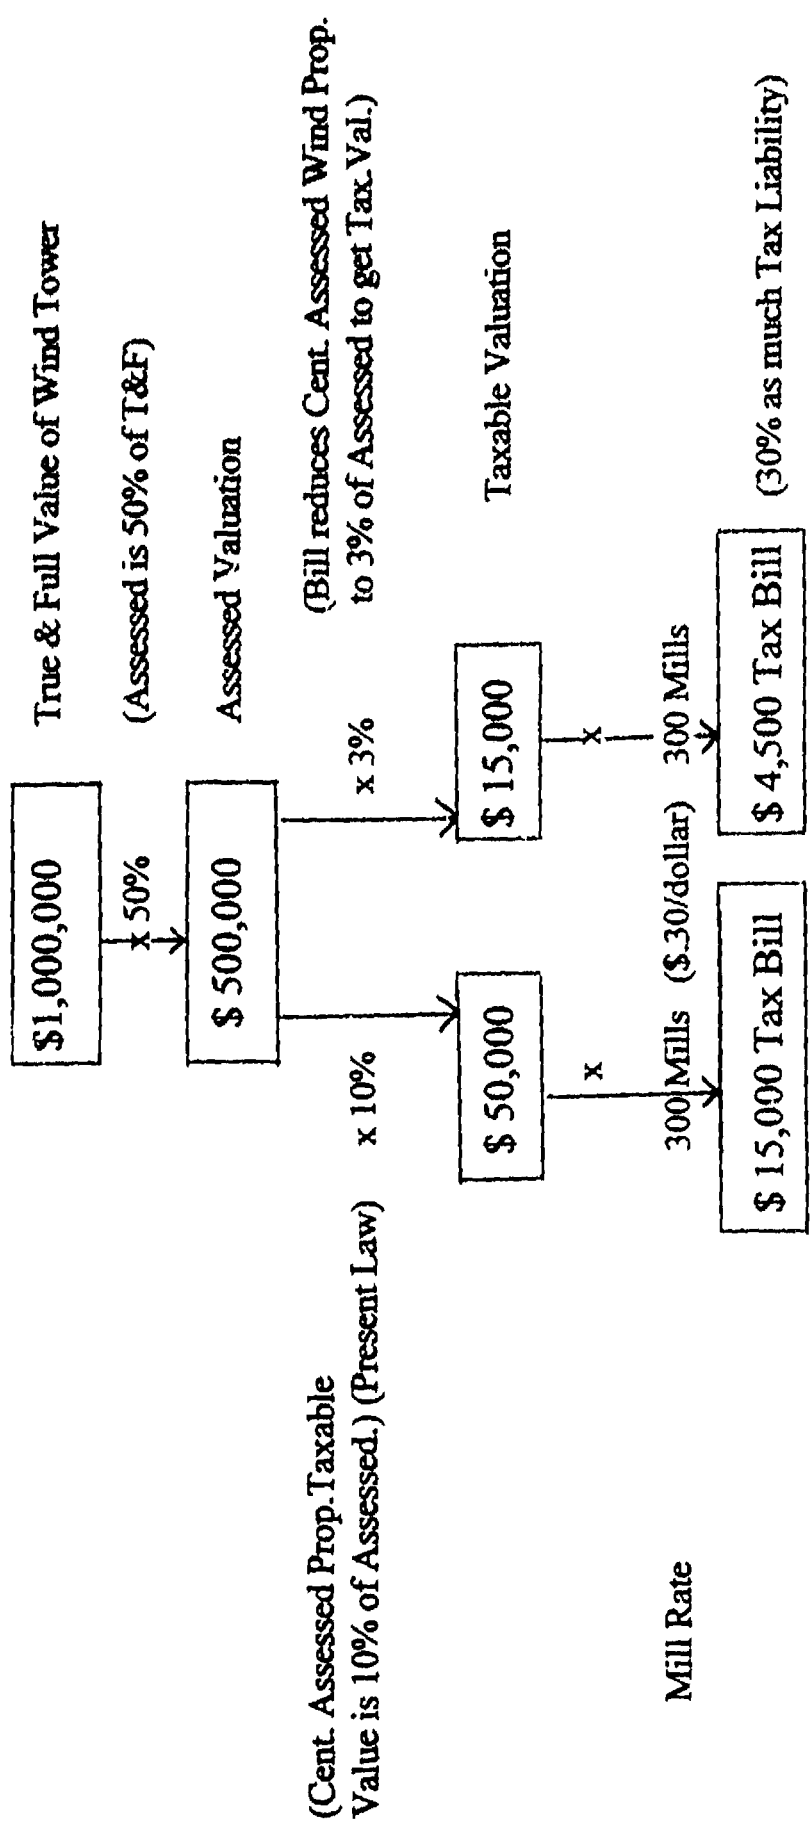 $1,000,000 True & Full Value of Wind Tower
x 50% (Assessed is 50% of T&F)
$ 500,000 Assessed Valuation
(Cent. Assessed Prop.Taxable
Value is 10% of Assessed.) (Present Law)
x 10%
x 3%
(Bill reduces Cent. Assessed Wind Prop.
to 3% of Assessed to get Tax.Val.)
$ 50,000 $ 15,000 Taxable Valuation
x x
Mill Rate 300 Mills ($.30/dollar) 300 Mills
$ 15,000 Tax Bill $ 4,500 Tax Bill (30% as much Tax Liability)